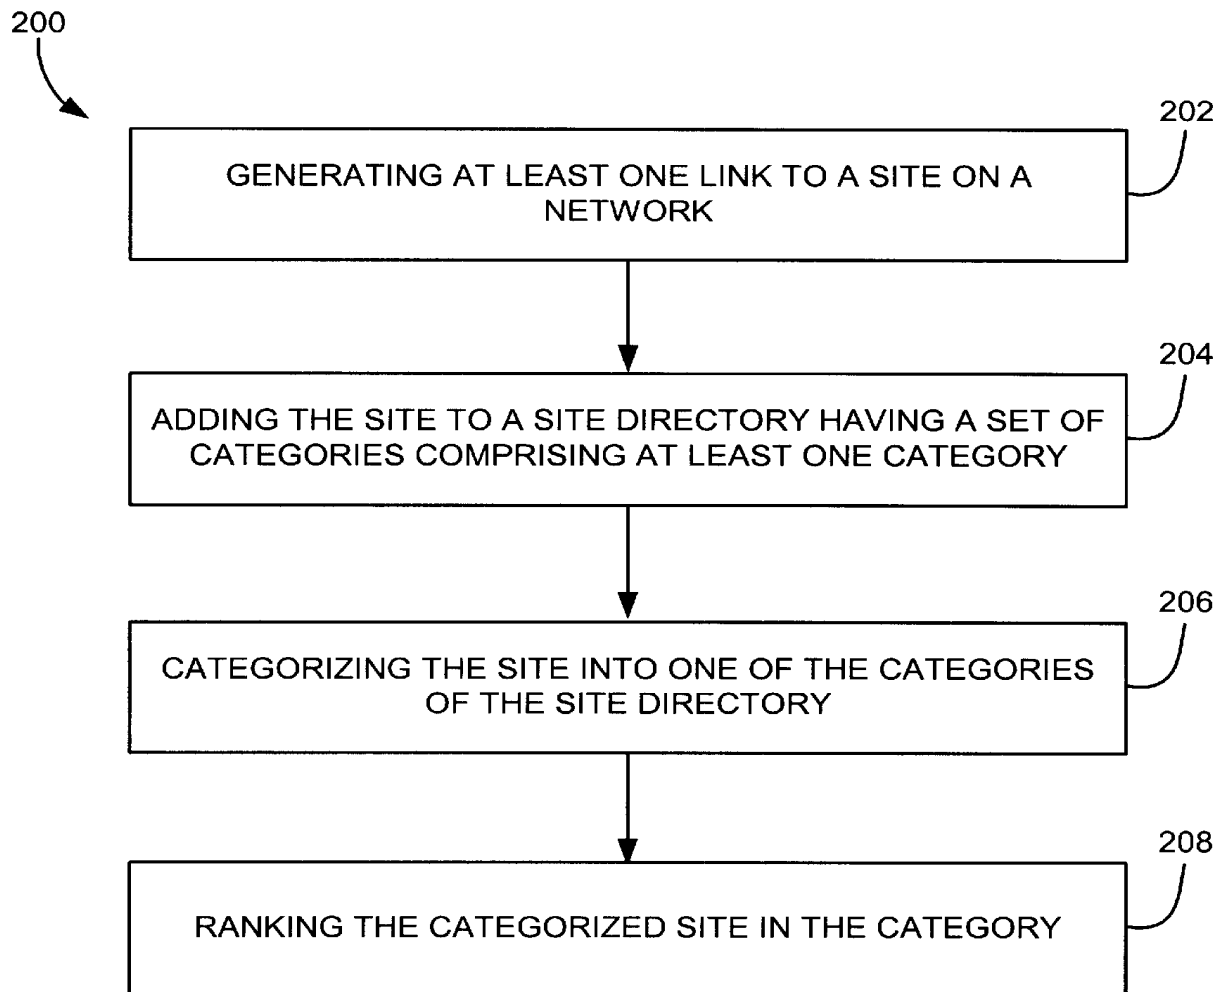 200
202
GENERATING AT LEAST ONE LINK TO A SITE ON A
NETWORK
204
ADDING THE SITE TO A SITE DIRECTORY HAVING A SET OF
CATEGORIES COMPRISING AT LEAST ONE CATEGORY
206
CATEGORIZING THE SITE INTO ONE OF THE CATEGORIES
OF THE SITE DIRECTORY
208
RANKING THE CATEGORIZED SITE IN THE CATEGORY